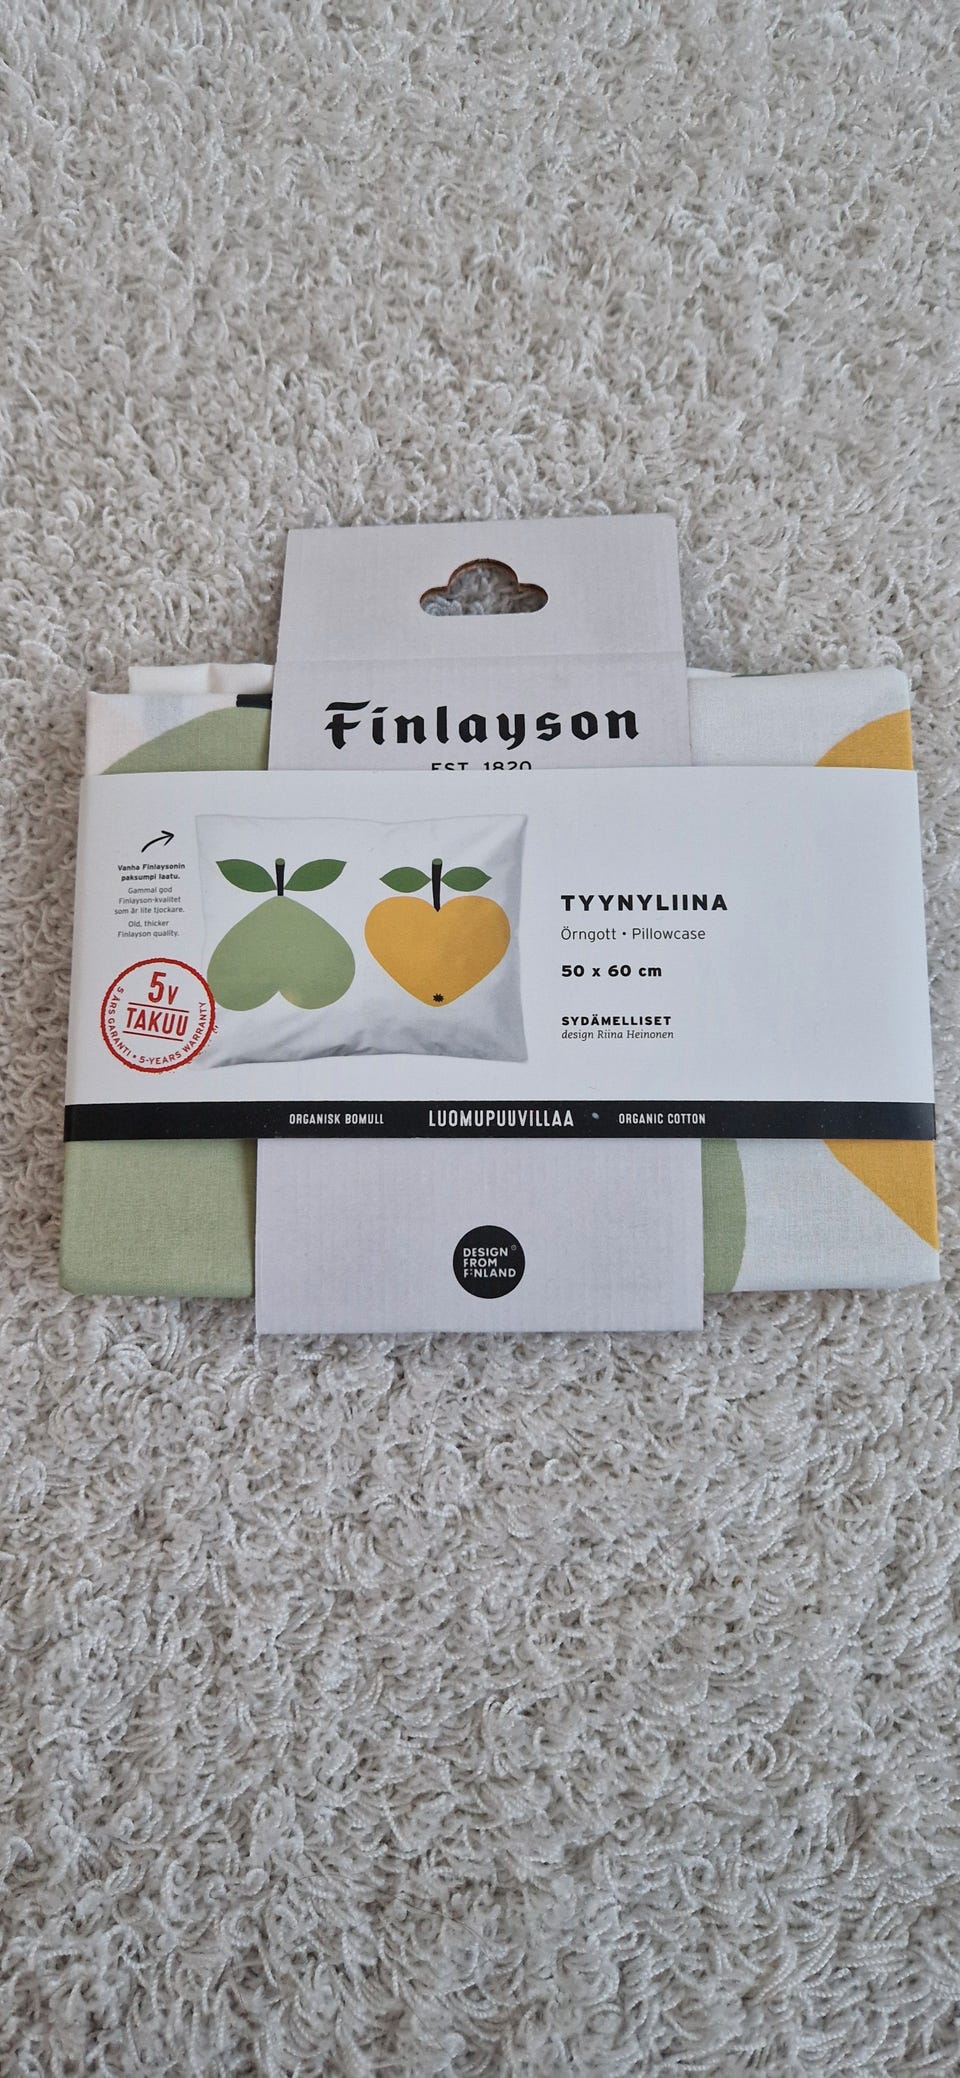 Finlayson
EST. 1820
Vanha Finlaysonin
paksumpi laatu.
Gammal god
Finlayson-kvalitet
som är lite tjockare.
Old, thicker
Finlayson quality.
5v
TAKUU
5 ÅRS GARANTI • 5-YEARS WARRANTY
TYYNYLIINA
Örngott • Pillowcase
50 x 60 cm
SYDÄMELLISET
design Riina Heinonen
ORGANISK BOMULL LUOMUPUUVILLAA • ORGANIC COTTON
DESIGN
FROM
FINLAND